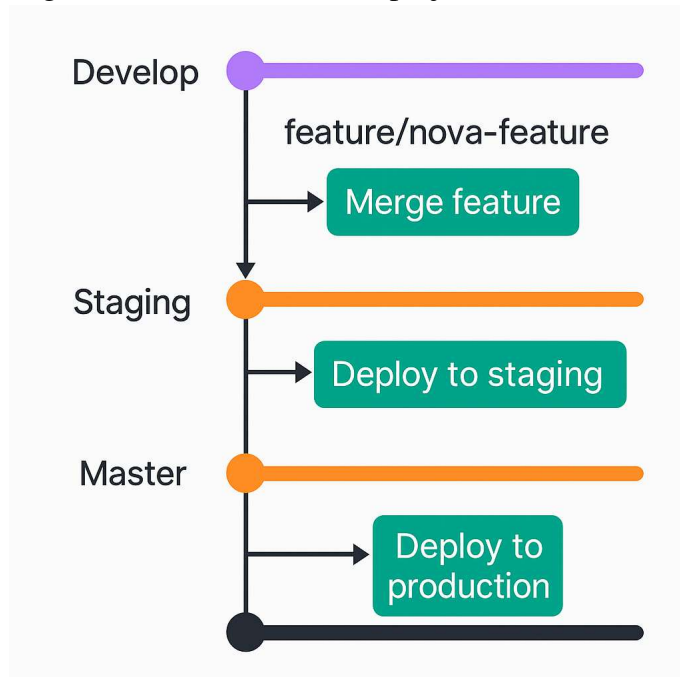 Develop
feature/nova-feature
Merge feature
Staging
Deploy to staging
Master
Deploy to
production